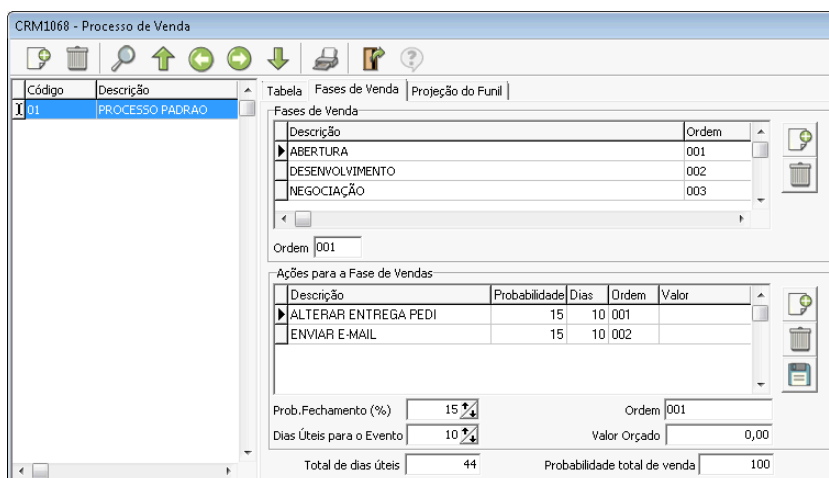 CRM1068 - Processo de Venda
Código Descrição
01 PROCESSO PADRAO
Tabela Fases de Venda Projeção do Funil
Fases de Venda
Descrição Ordem
ABERTURA 001
DESENVOLVIMENTO 002
NEGOCIAÇÃO 003
Ordem 001
Ações para a Fase de Vendas
Descrição Probabilidade Dias Ordem Valor
ALTERAR ENTREGA PEDI 15 10 001
ENVIAR E-MAIL 15 10 002
Prob.Fechamento (%) 15 Ordem 001
Dias Úteis para o Evento 10 Valor Orçado 0,00
Total de dias úteis 44 Probabilidade total de venda 100